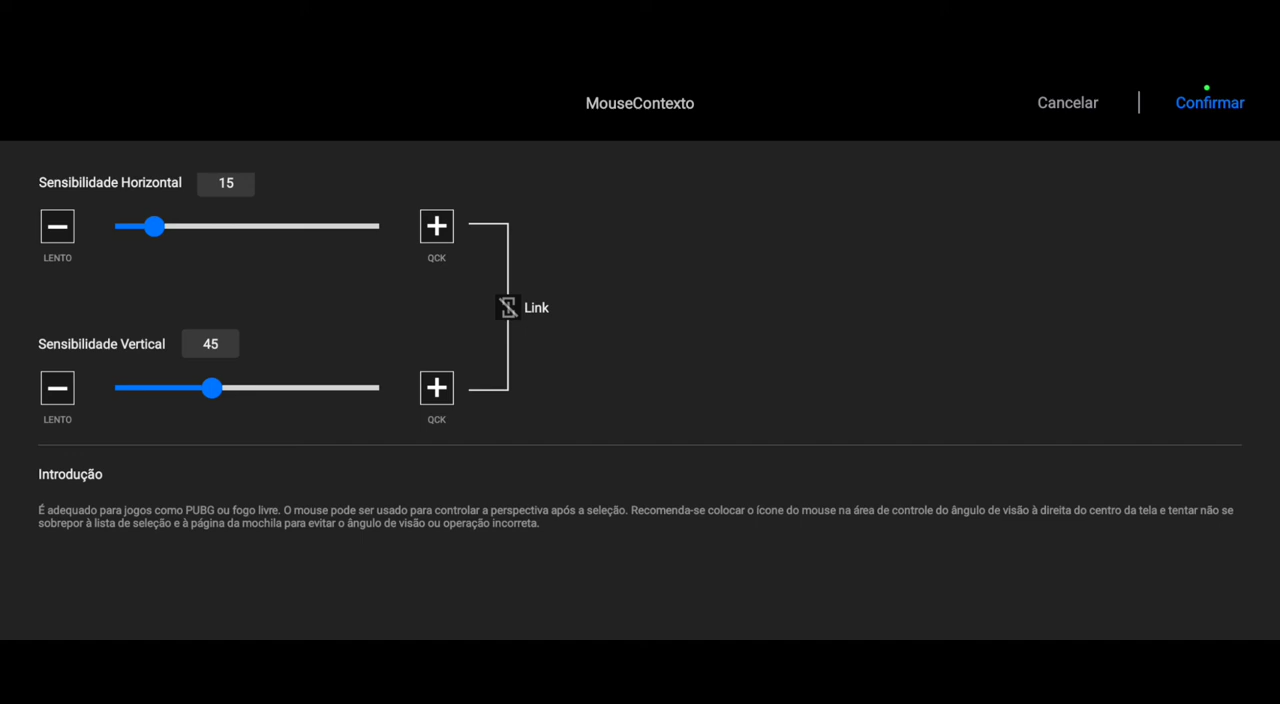 MouseContexto
Cancelar
Confirmar
Sensibilidade Horizontal
15
LENTO
QCK
Link
Sensibilidade Vertical
45
LENTO
QCK
Introdução
É adequado para jogos como PUBG ou fogo livre. O mouse pode ser usado para controlar a perspectiva após a seleção. Recomenda-se colocar o ícone do mouse na área de controle do ângulo de visão à direita do centro da tela e tentar não se
sobrepor à lista de seleção e à página da mochila para evitar o ângulo de visão ou operação incorreta.